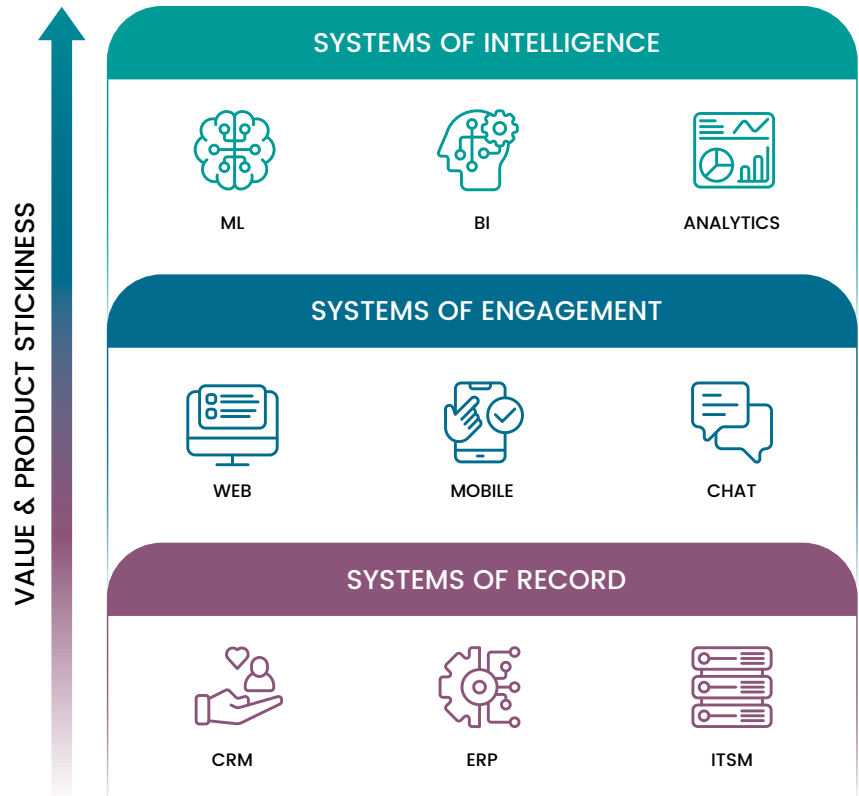 SYSTEMS OF INTELLIGENCE
ML
BI
ANALYTICS
VALUE & PRODUCT STICKINESS
SYSTEMS OF ENGAGEMENT
WEB
MOBILE
CHAT
SYSTEMS OF RECORD
CRM
ERP
ITSM